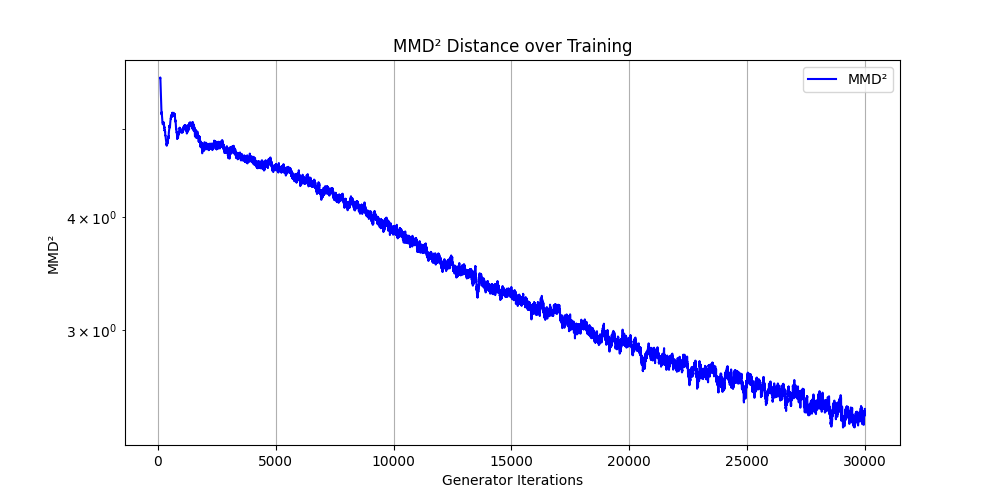 MMD² Distance over Training
MMD²
4 × 10⁰
3 × 10⁰
MMD²
0 5000 10000 15000 20000 25000 30000
Generator Iterations